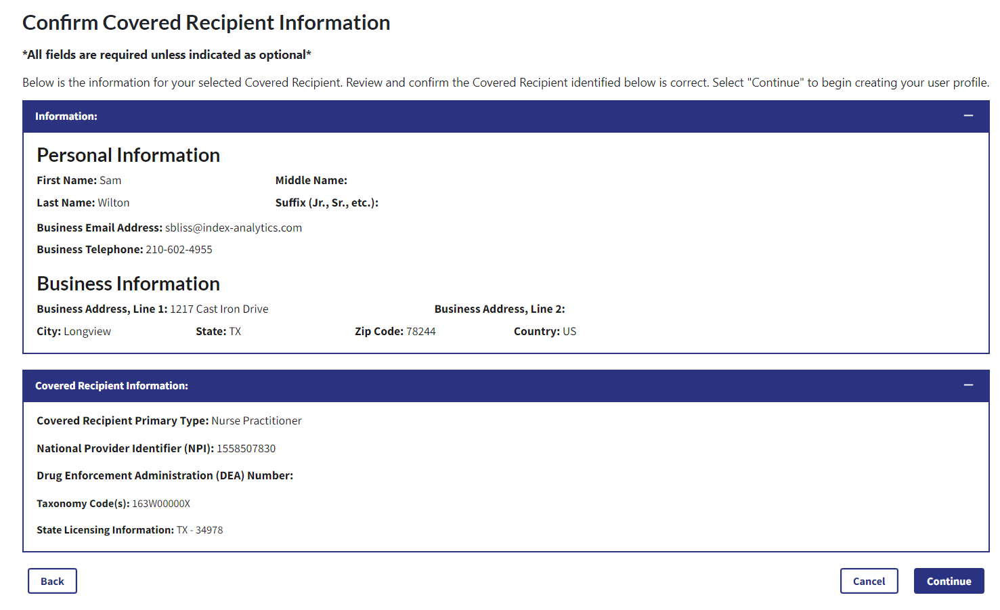 Confirm Covered Recipient Information
*All fields are required unless indicated as optional*
Below is the information for your selected Covered Recipient. Review and confirm the Covered Recipient identified below is correct. Select "Continue" to begin creating your user profile.
Information:
Personal Information
First Name: Sam Middle Name:
Last Name: Wilton Suffix (Jr., Sr., etc.):
Business Email Address: sbliss@index-analytics.com
Business Telephone: 210-602-4955
Business Information
Business Address, Line 1: 1217 Cast Iron Drive Business Address, Line 2:
City: Longview State: TX Zip Code: 78244 Country: US
Covered Recipient Information:
Covered Recipient Primary Type: Nurse Practitioner
National Provider Identifier (NPI): 1558507830
Drug Enforcement Administration (DEA) Number:
Taxonomy Code(s): 163W00000X
State Licensing Information: TX - 34978
Back Cancel Continue